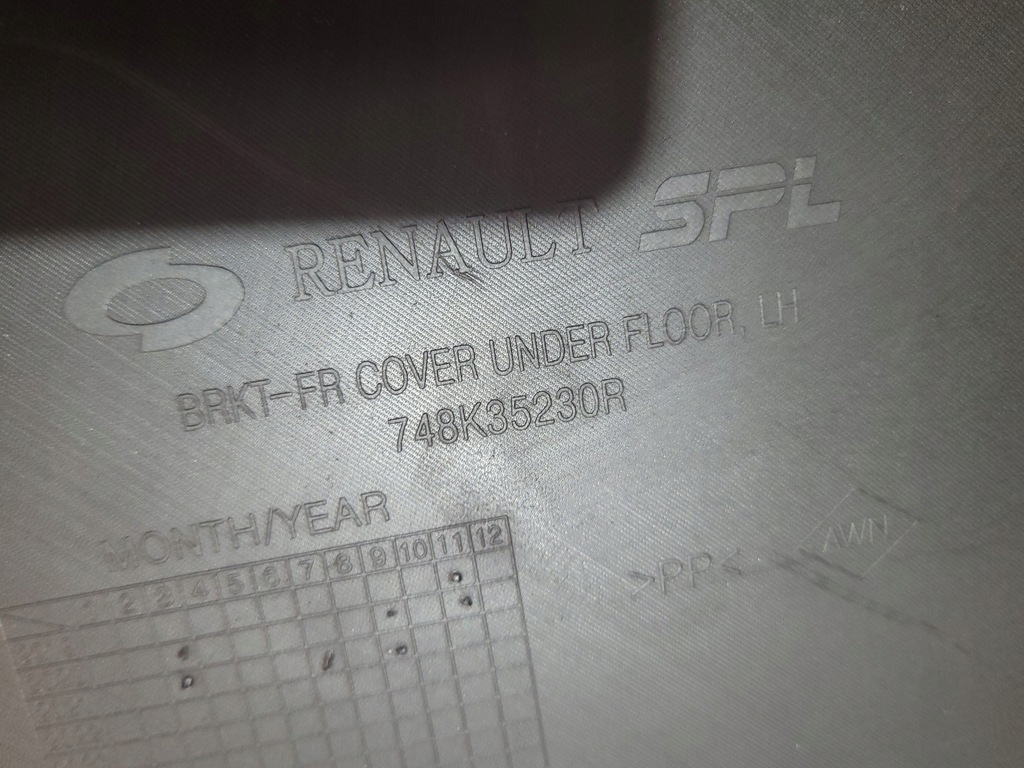 RENAULT SPL
BRKT-FR COVER UNDER FLOOR, LH
748K35230R
MONTH/YEAR
2 3 4 5 6 7 8 9 10 11 12
>PP<
AWN